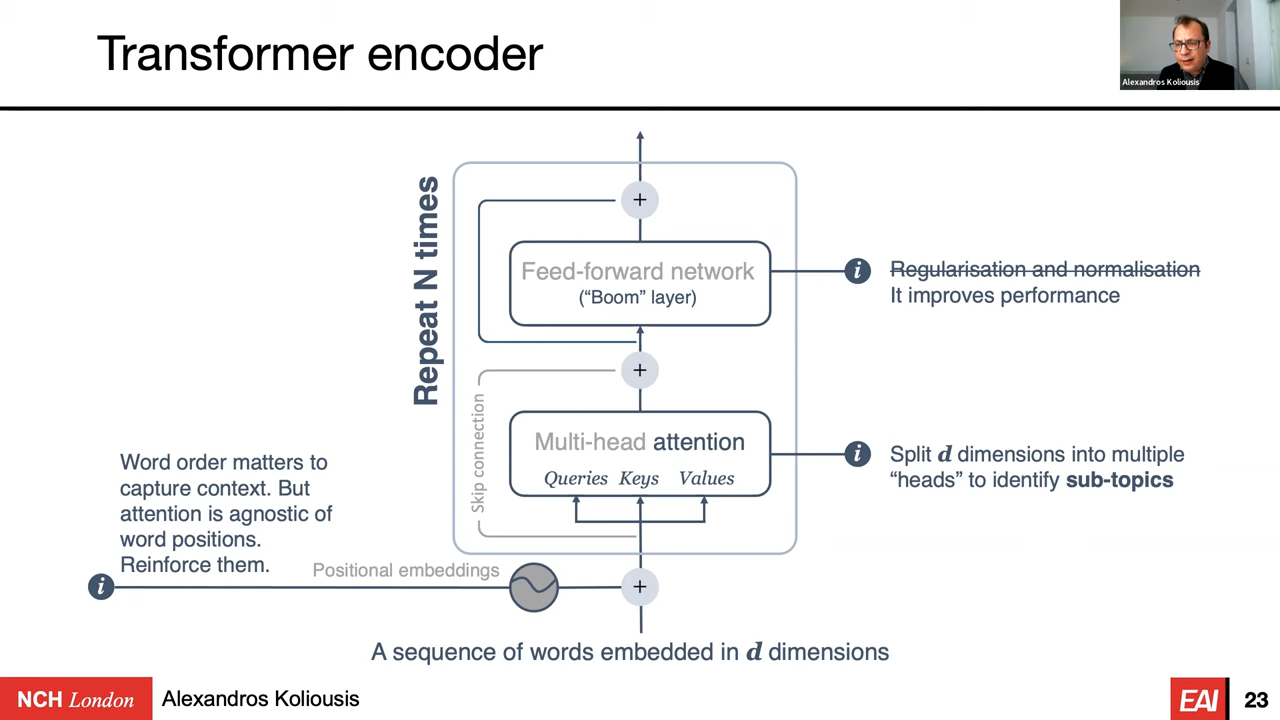 Transformer encoder
Alexandros Koliousis
+
Repeat N times
Feed-forward network
("Boom" layer)
i
Regularisation and normalisation
It improves performance
+
Skip connection
Multi-head attention
Queries Keys Values
i
Split d dimensions into multiple
"heads" to identify sub-topics
Word order matters to
capture context. But
attention is agnostic of
word positions.
Reinforce them.
i
Positional embeddings
+
A sequence of words embedded in d dimensions
NCH London
Alexandros Koliousis
EAI
23